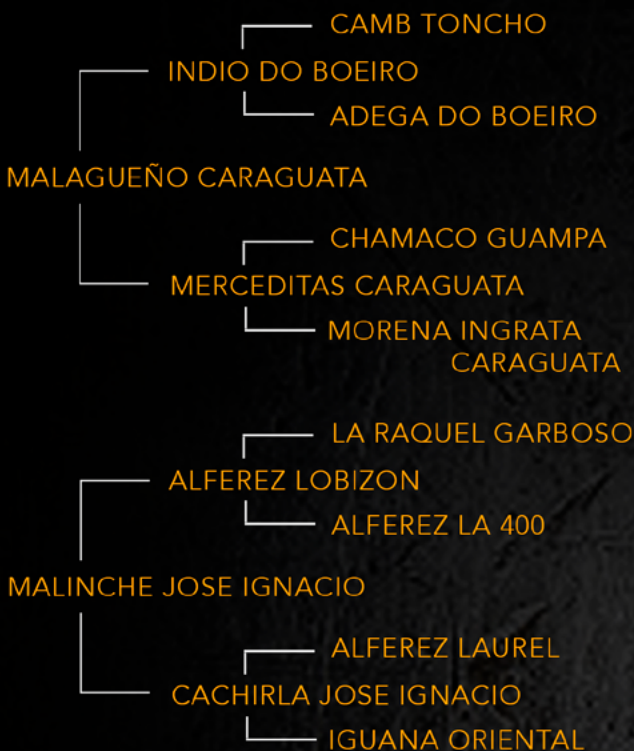 CAMB TONCHO
INDIO DO BOEIRO
ADEGA DO BOEIRO
MALAGUEÑO CARAGUATA
CHAMACO GUAMPA
MERCEDITAS CARAGUATA
MORENA INGRATA
CARAGUATA
LA RAQUEL GARBOSO
ALFEREZ LOBIZON
ALFEREZ LA 400
MALINCHE JOSE IGNACIO
ALFEREZ LAUREL
CACHIRLA JOSE IGNACIO
IGUANA ORIENTAL